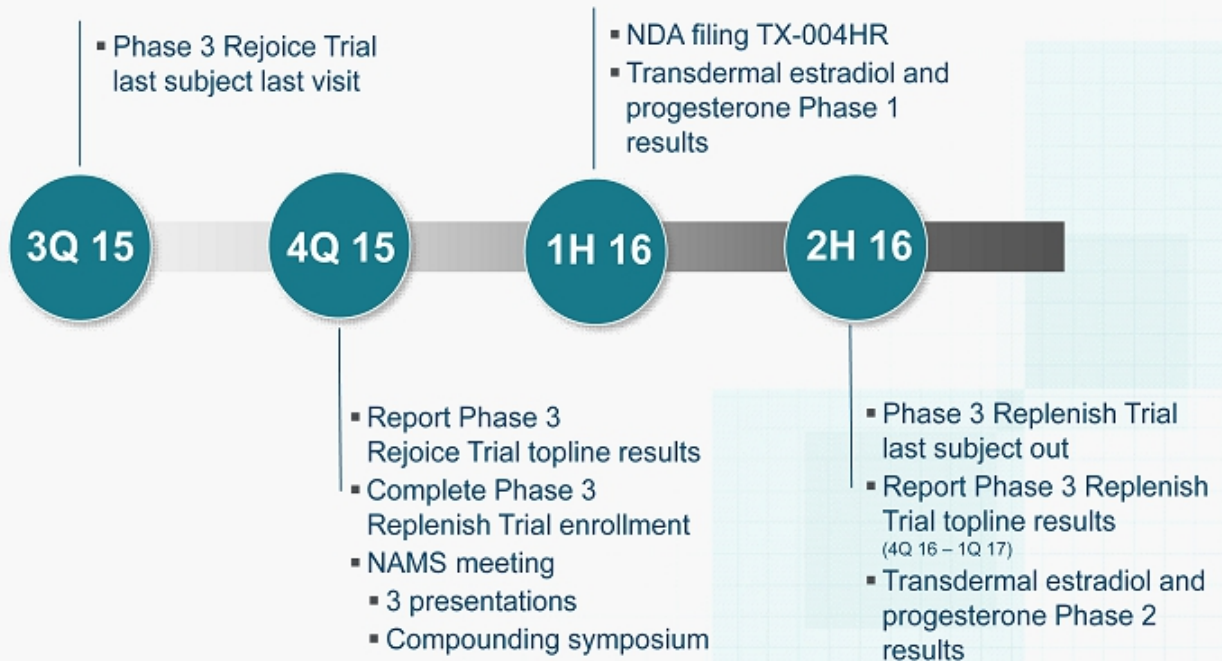 ▪ Phase 3 Rejoice Trial
last subject last visit
▪ NDA filing TX-004HR
▪ Transdermal estradiol and
progesterone Phase 1
results
3Q 15
4Q 15
1H 16
2H 16
▪ Report Phase 3
Rejoice Trial topline results
▪ Complete Phase 3
Replenish Trial enrollment
▪ NAMS meeting
▪ 3 presentations
▪ Compounding symposium
▪ Phase 3 Replenish Trial
last subject out
▪ Report Phase 3 Replenish
Trial topline results
(4Q 16 – 1Q 17)
▪ Transdermal estradiol and
progesterone Phase 2
results